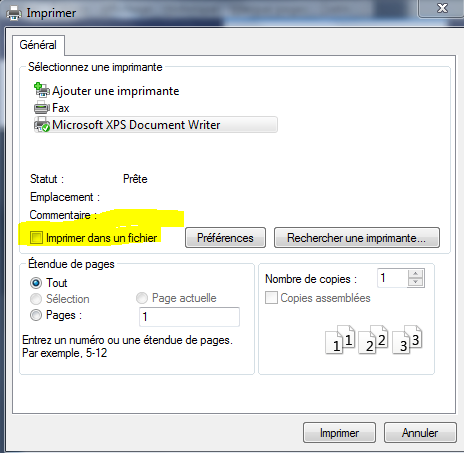 Imprimer
Général
Sélectionnez une imprimante
Ajouter une imprimante
Fax
Microsoft XPS Document Writer
Statut : Prête
Emplacement :
Commentaire :
Imprimer dans un fichier Préférences Rechercher une imprimante...
Étendue de pages
Tout
Sélection Page actuelle
Pages : 1
Entrez un numéro ou une étendue de pages.
Par exemple, 5-12
Nombre de copies : 1
Copies assemblées
1 1 2 2 3 3
Imprimer Annuler